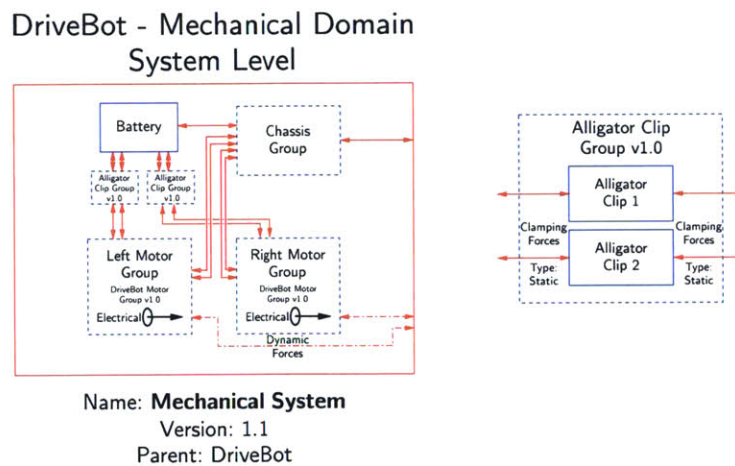 DriveBot - Mechanical Domain
System Level
Battery
Chassis
Group
Alligator
Clip Group
v1.0
Alligator
Clip Group
v1.0
Left Motor
Group
DriveBot Motor
Group v1.0
Electrical
Right Motor
Group
DriveBot Motor
Group v1.0
Electrical
Dynamic
Forces
Name: Mechanical System
Version: 1.1
Parent: DriveBot
Alligator Clip
Group v1.0
Alligator
Clip 1
Clamping
Forces
Clamping
Forces
Alligator
Clip 2
Type:
Static
Type:
Static